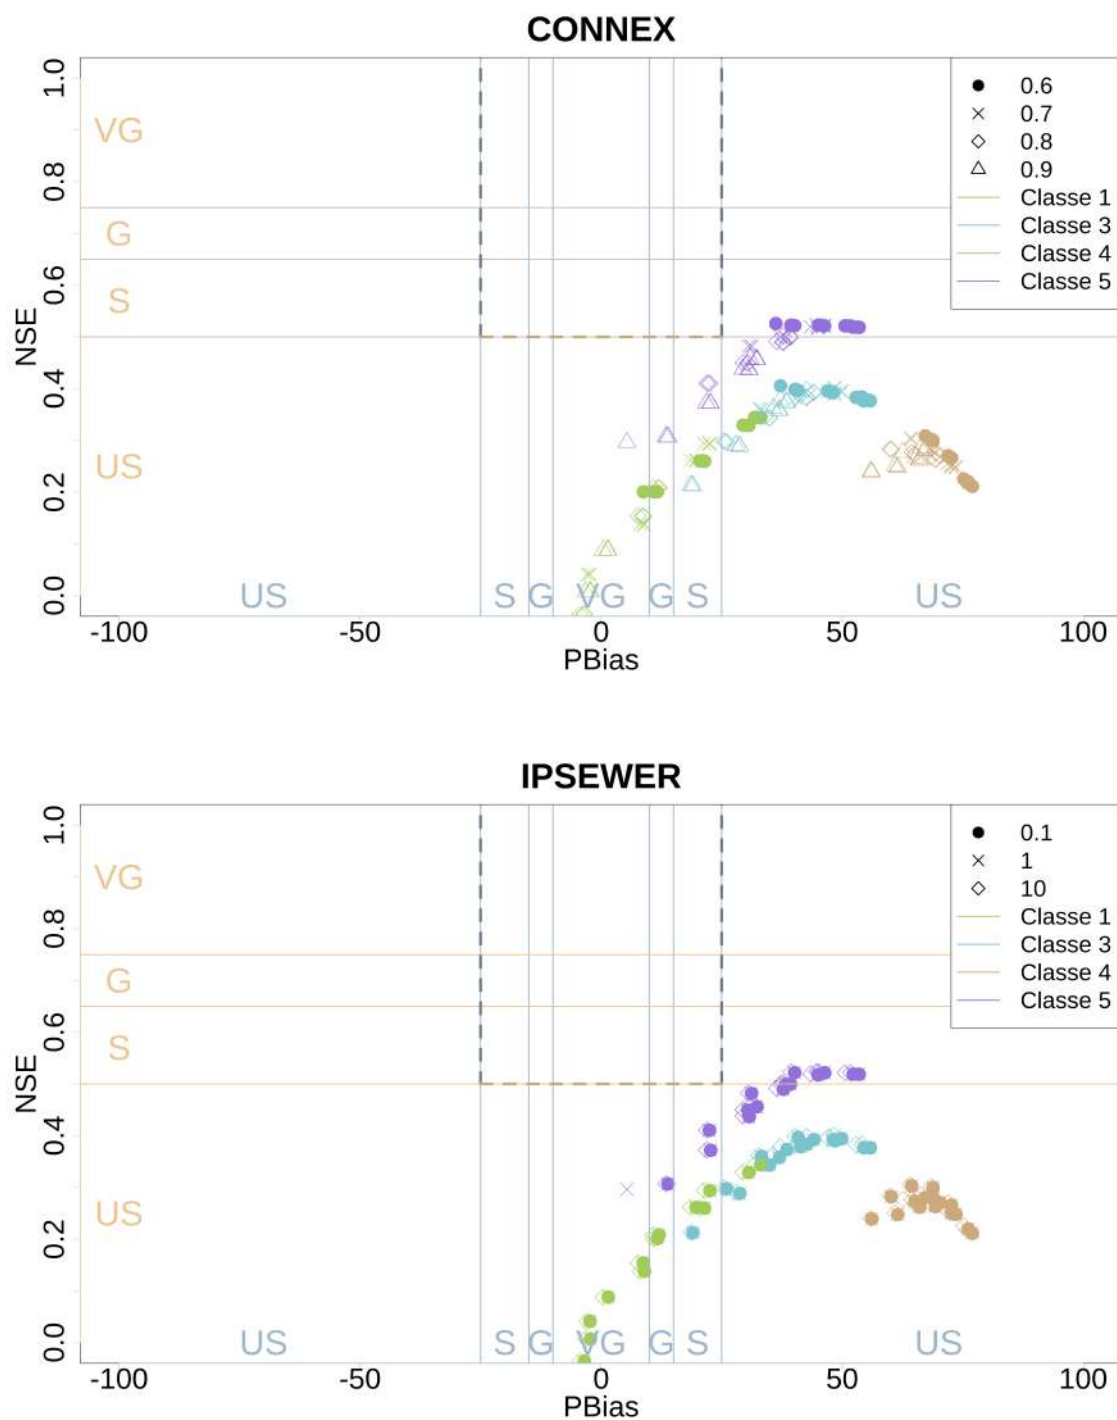 CONNEX
1.0
0.8
0.6
0.4
0.2
0.0
NSE
VG
G
S
US
0.6
0.7
0.8
0.9
Classe 1
Classe 3
Classe 4
Classe 5
US S G VG G S US
-100 -50 0 50 100
PBias
IPSEWER
1.0
0.8
0.6
0.4
0.2
0.0
NSE
VG
G
S
US
0.1
1
10
Classe 1
Classe 3
Classe 4
Classe 5
US S G VG G S US
-100 -50 0 50 100
PBias